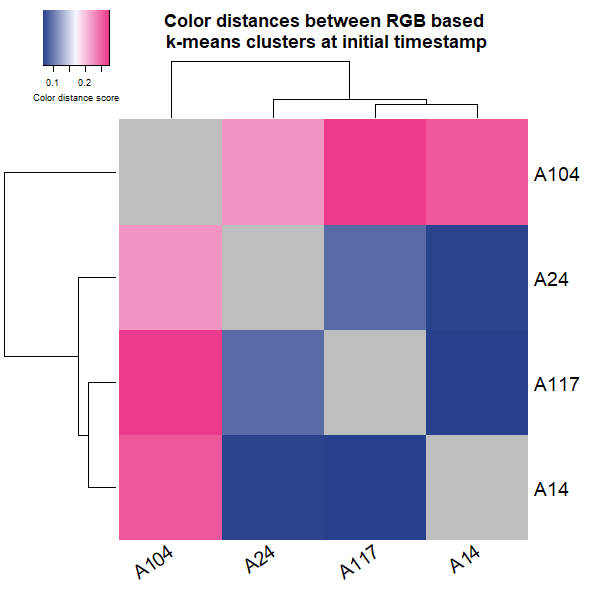 Color distances between RGB based
k-means clusters at initial timestamp
0.1 0.2
Color distance score
A104
A24
A117
A14
A104 A24 A117 A14